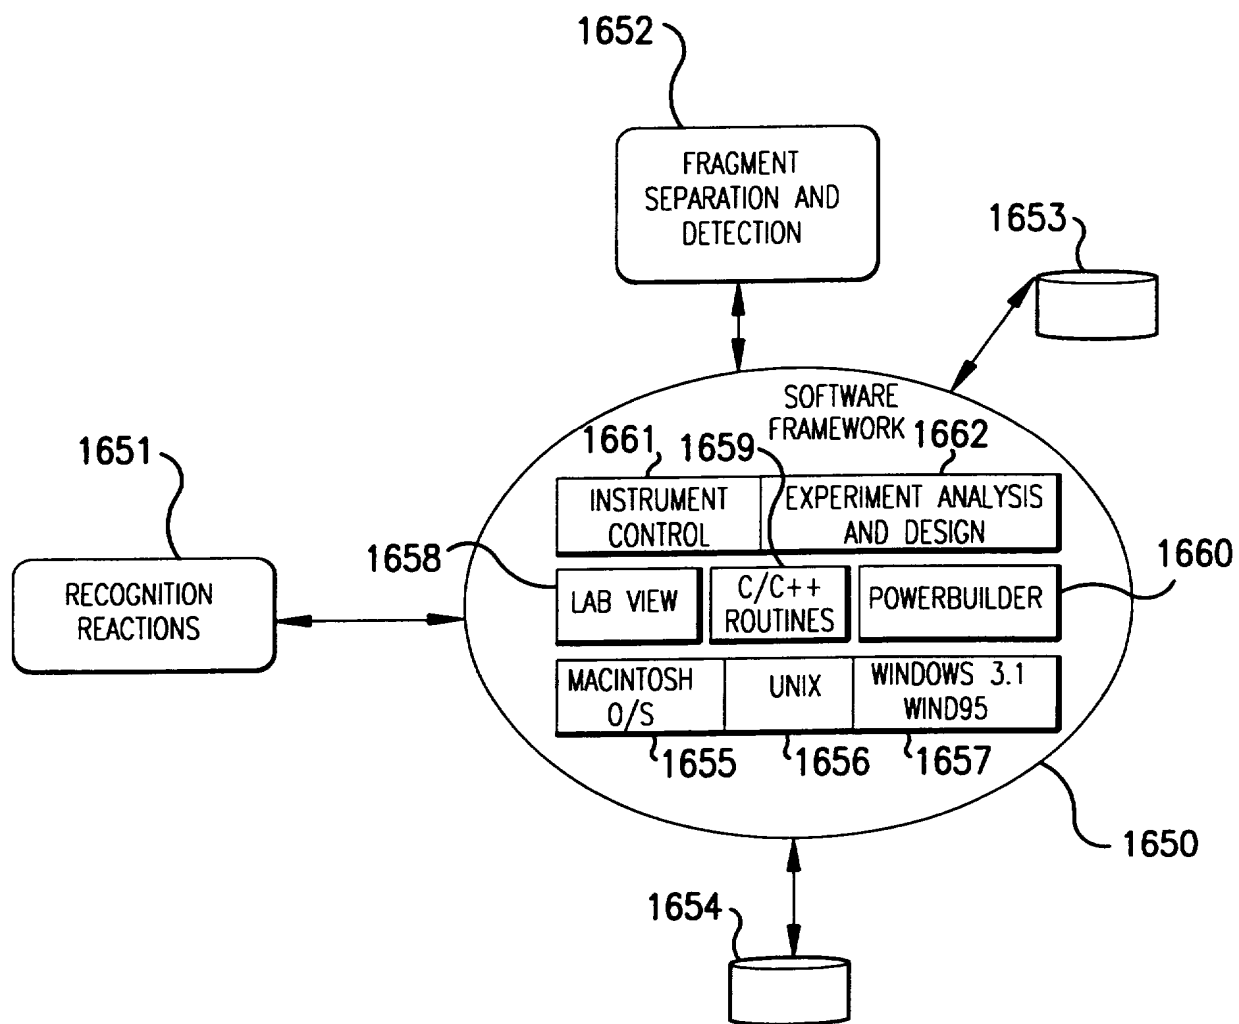 1652
FRAGMENT
SEPARATION AND
DETECTION
1653
SOFTWARE
FRAMEWORK
1661
1659
1662
1651
INSTRUMENT
CONTROL
EXPERIMENT ANALYSIS
AND DESIGN
1658
1660
RECOGNITION
REACTIONS
LAB VIEW
C/C++
ROUTINES
POWERBUILDER
MACINTOSH
O/S
UNIX
WINDOWS 3.1
WIND95
1655
1656
1657
1650
1654